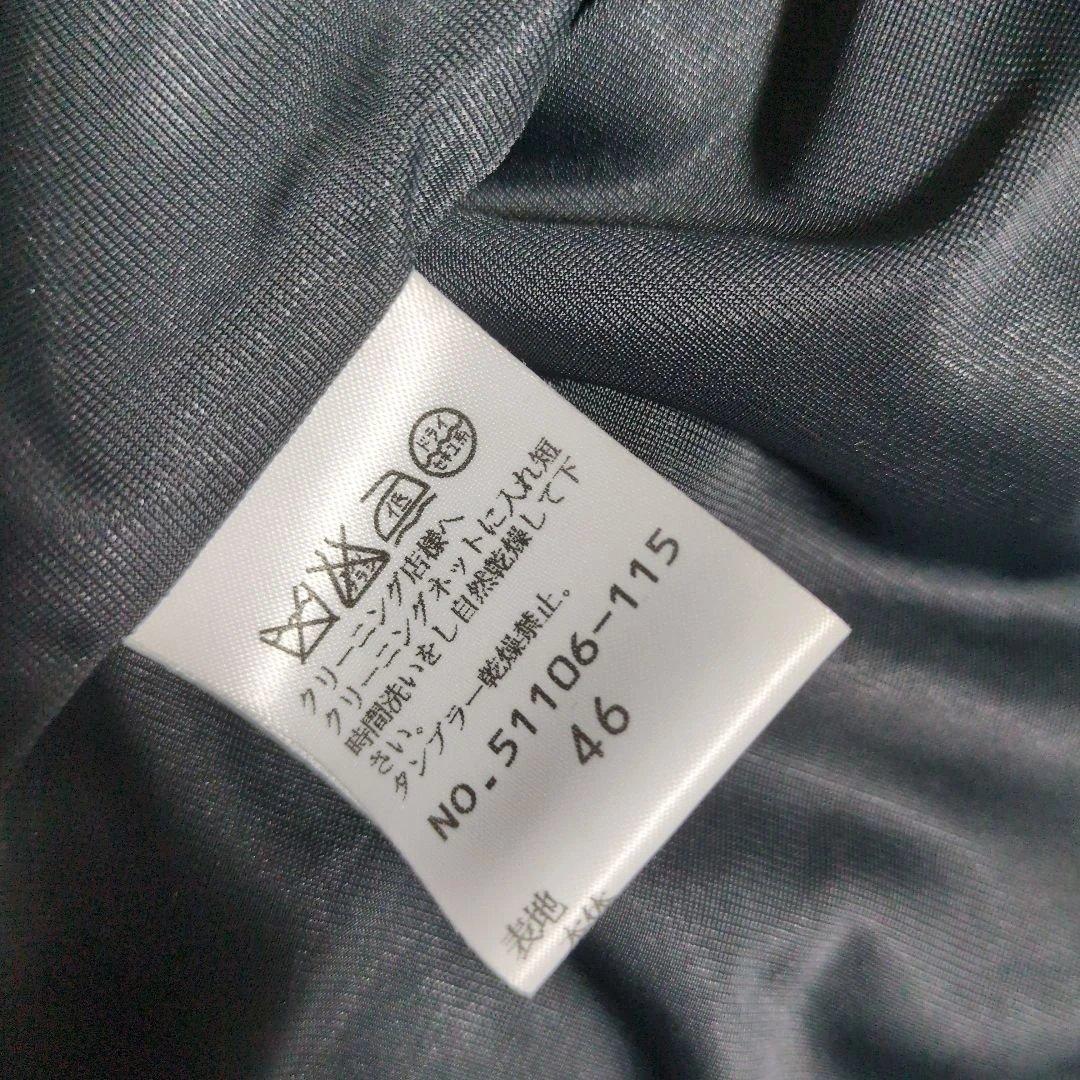 ドライ
セキユ系
クリーニング店様へ
クリーニングネットに入れ短
時間洗いをし自然乾燥して下
さい。
タンブラー乾燥禁止。
NO.51106-115
46
表地
本体